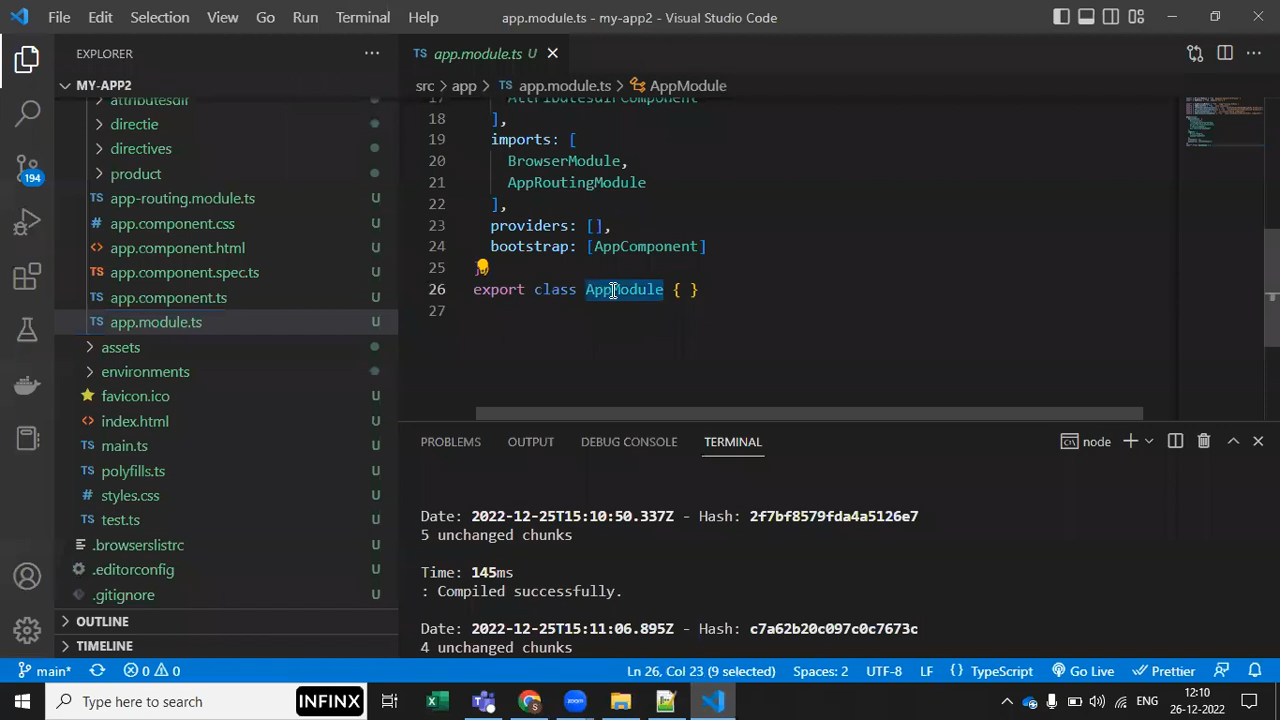 File Edit Selection View Go Run Terminal Help app.module.ts - my-app2 - Visual Studio Code
EXPLORER
MY-APP2
attributesdir
directie
directives
product
TS app-routing.module.ts U
# app.component.css U
<> app.component.html U
TS app.component.spec.ts U
TS app.component.ts U
TS app.module.ts U
assets
environments
favicon.ico U
<> index.html U
TS main.ts U
TS polyfills.ts U
# styles.css U
TS test.ts U
.browserslistrc U
.editorconfig U
.gitignore U
OUTLINE
TIMELINE
194
TS app.module.ts U
src > app > TS app.module.ts > AppModule
17 AttributesdirComponent
18 ],
19 imports: [
20 BrowserModule,
21 AppRoutingModule
22 ],
23 providers: [],
24 bootstrap: [AppComponent]
25
26 export class AppModule { }
27
PROBLEMS OUTPUT DEBUG CONSOLE TERMINAL node
Date: 2022-12-25T15:10:50.337Z - Hash: 2f7bf8579fda4a5126e7
5 unchanged chunks
Time: 145ms
: Compiled successfully.
Date: 2022-12-25T15:11:06.895Z - Hash: c7a62b20c097c0c7673c
4 unchanged chunks
main* 0 0 Ln 26, Col 23 (9 selected) Spaces: 2 UTF-8 LF { } TypeScript Go Live Prettier
Type here to search INFINX ENG 12:10
26-12-2022